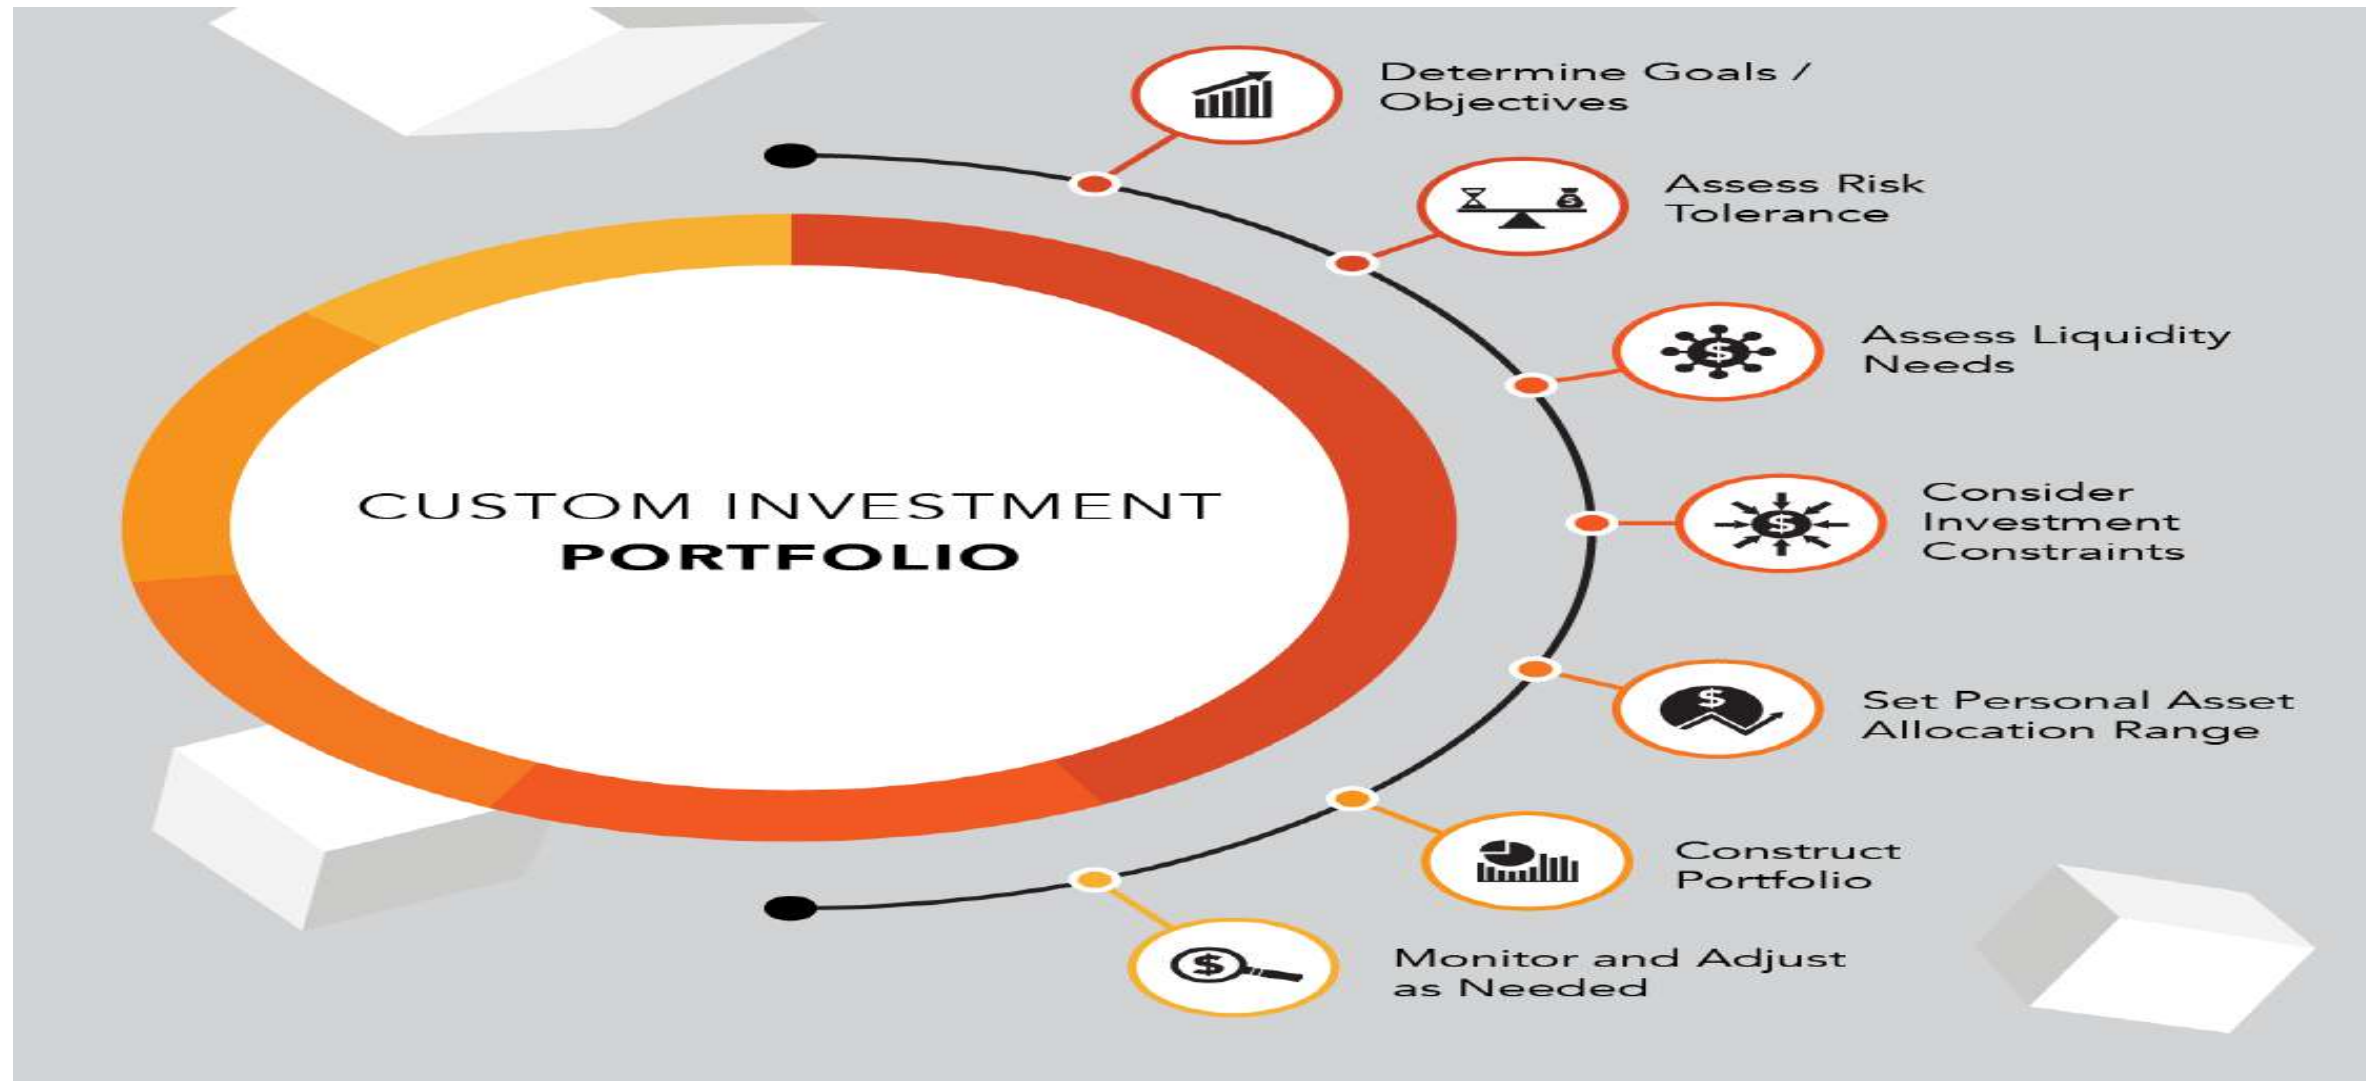 Determine Goals /
Objectives
Assess Risk
Tolerance
Assess Liquidity
Needs
CUSTOM INVESTMENT
PORTFOLIO
Consider
Investment
Constraints
Set Personal Asset
Allocation Range
Construct
Portfolio
Monitor and Adjust
as Needed